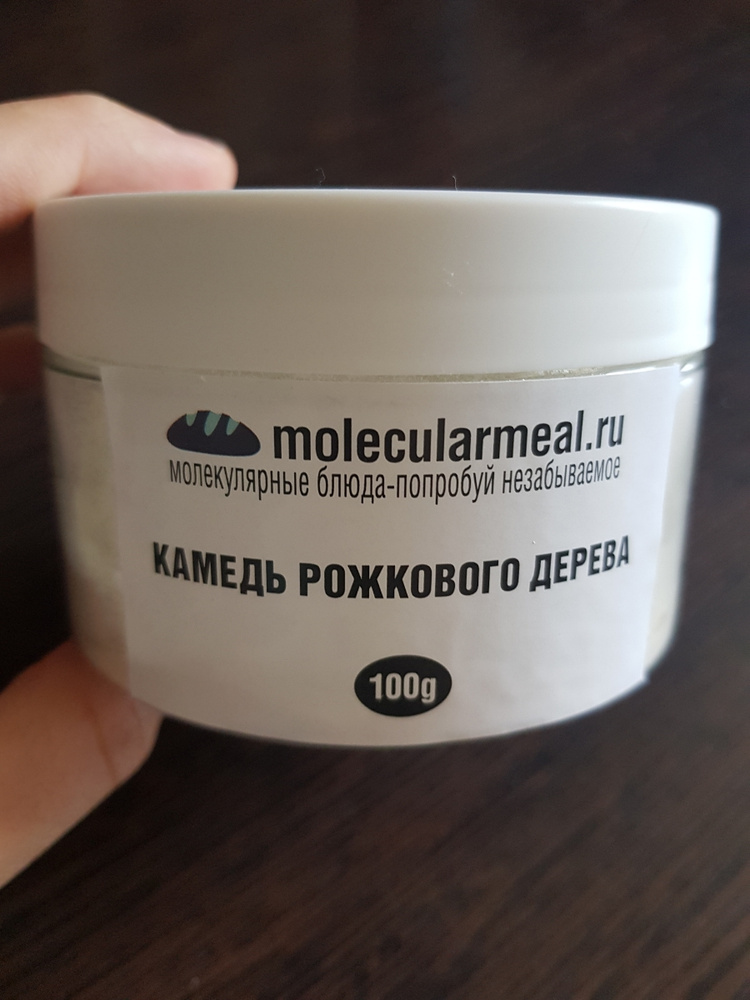 molecularmeal.ru
молекулярные блюда-попробуй незабываемое
КАМЕДЬ РОЖКОВОГО ДЕРЕВА
100g